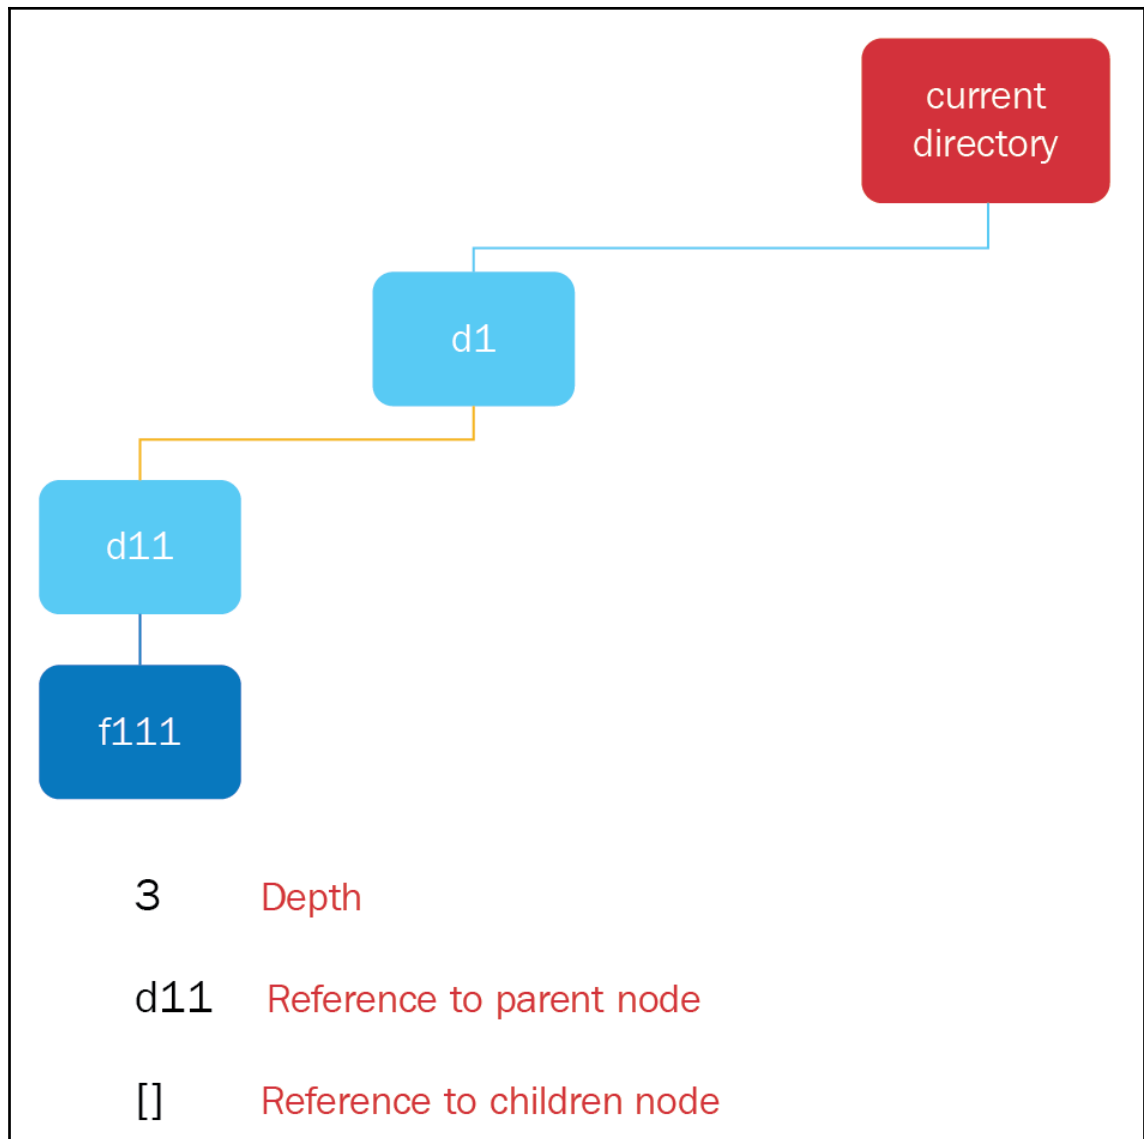 current
directory
d1
d11
f111
3 Depth
d11 Reference to parent node
[] Reference to children node